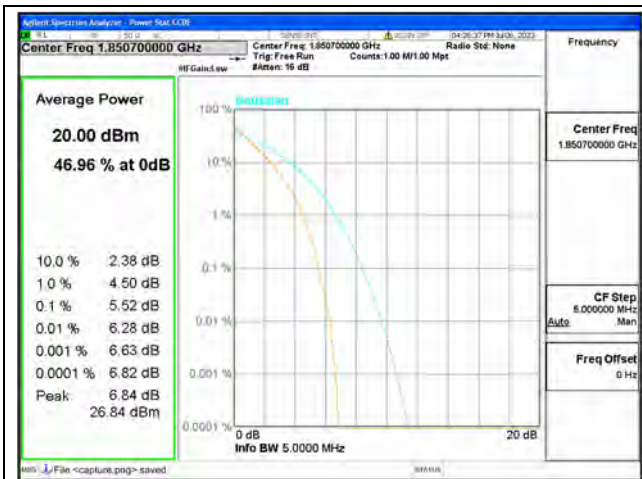 Agilent Spectrum Analyzer - Power Stat CCDF
Center Freq 1.850700000 GHz
Center Freq: 1.850700000 GHz
Radio Std: None
Trig: Free Run
Counts:1.00 M/1.00 Mpt
#IFGain:Low
#Atten: 16 dB
Average Power
20.00 dBm
46.96 % at 0dB
10.0 % 2.38 dB
1.0 % 4.50 dB
0.1 % 5.52 dB
0.01 % 6.28 dB
0.001 % 6.63 dB
0.0001 % 6.82 dB
Peak 6.84 dB
26.84 dBm
Gaussian
100 %
10 %
1 %
0.1 %
0.01 %
0.001 %
0.0001 %
0 dB
20 dB
Info BW 5.0000 MHz
Frequency
Center Freq
1.850700000 GHz
CF Step
5.000000 MHz
Auto Man
Freq Offset
0 Hz
MSG
File <capture.png> saved
STATUS